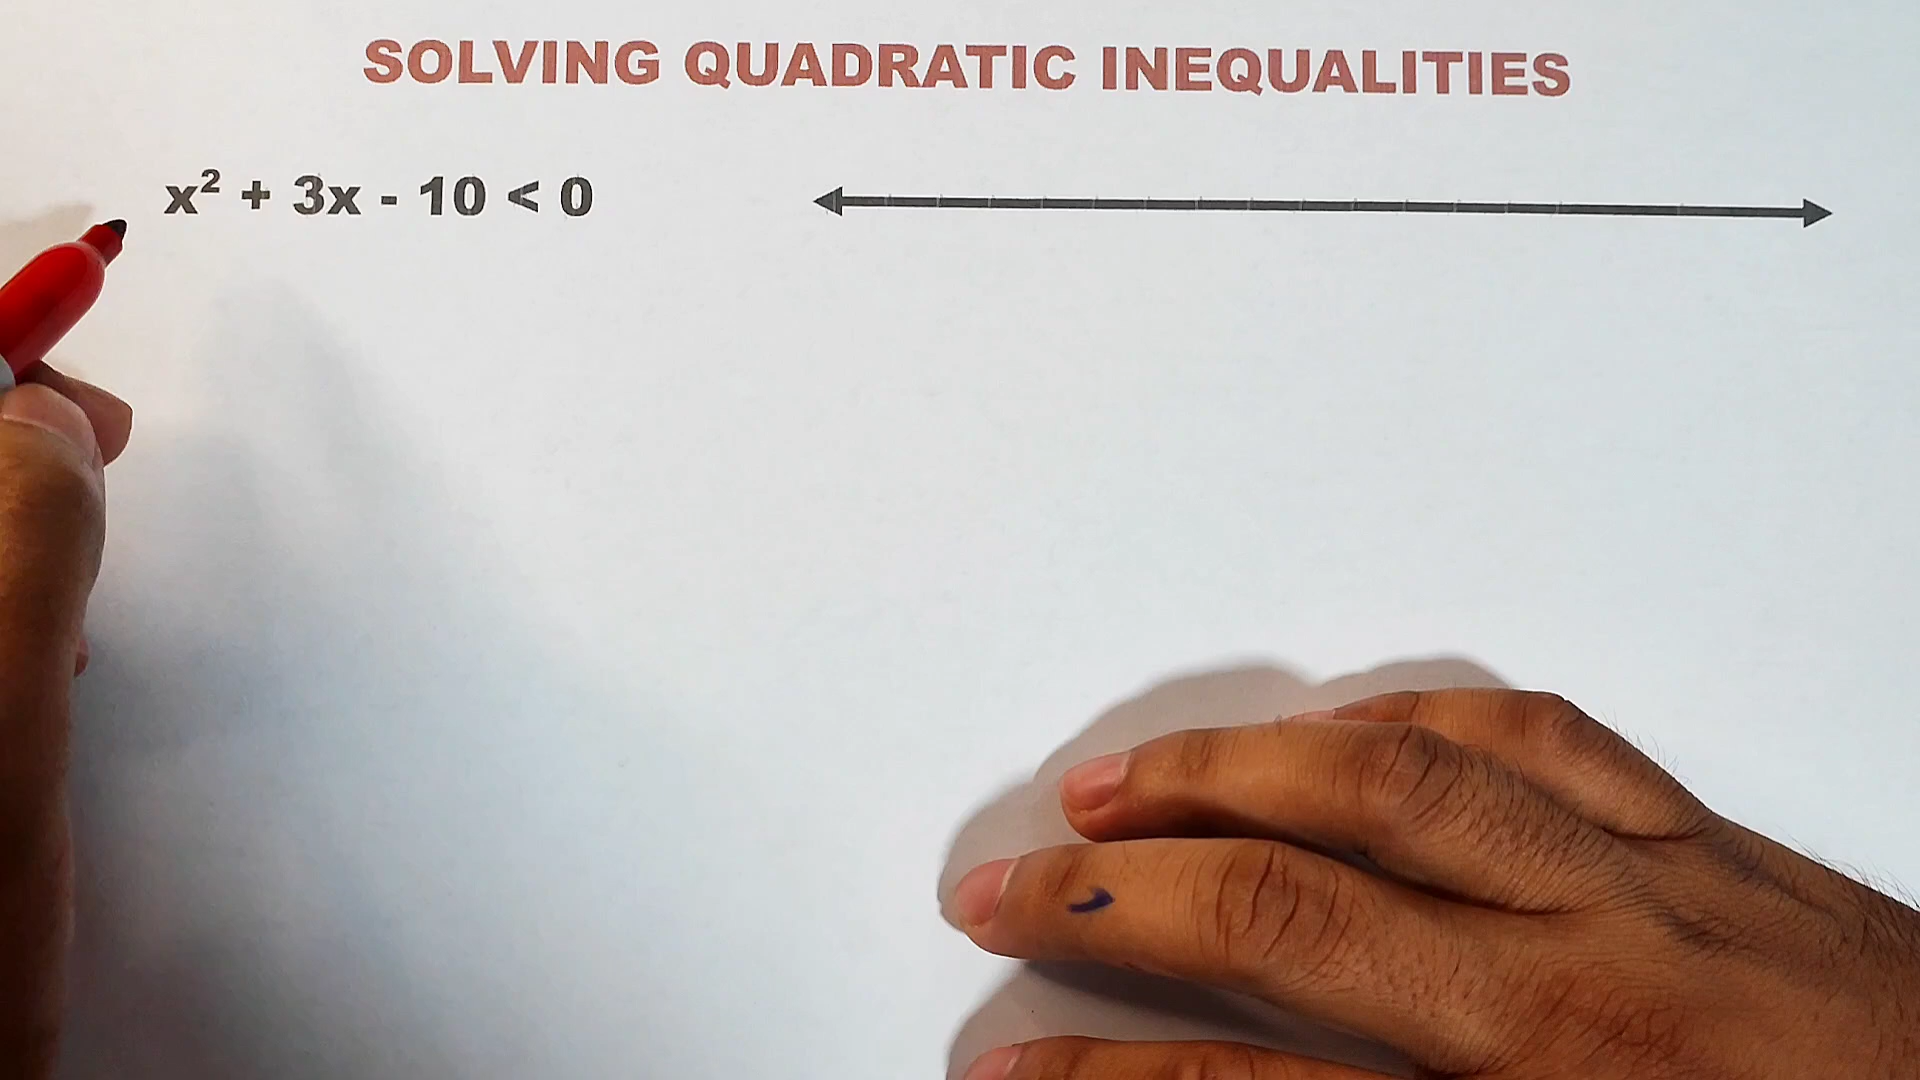 SOLVING QUADRATIC INEQUALITIES
x² + 3x - 10 < 0